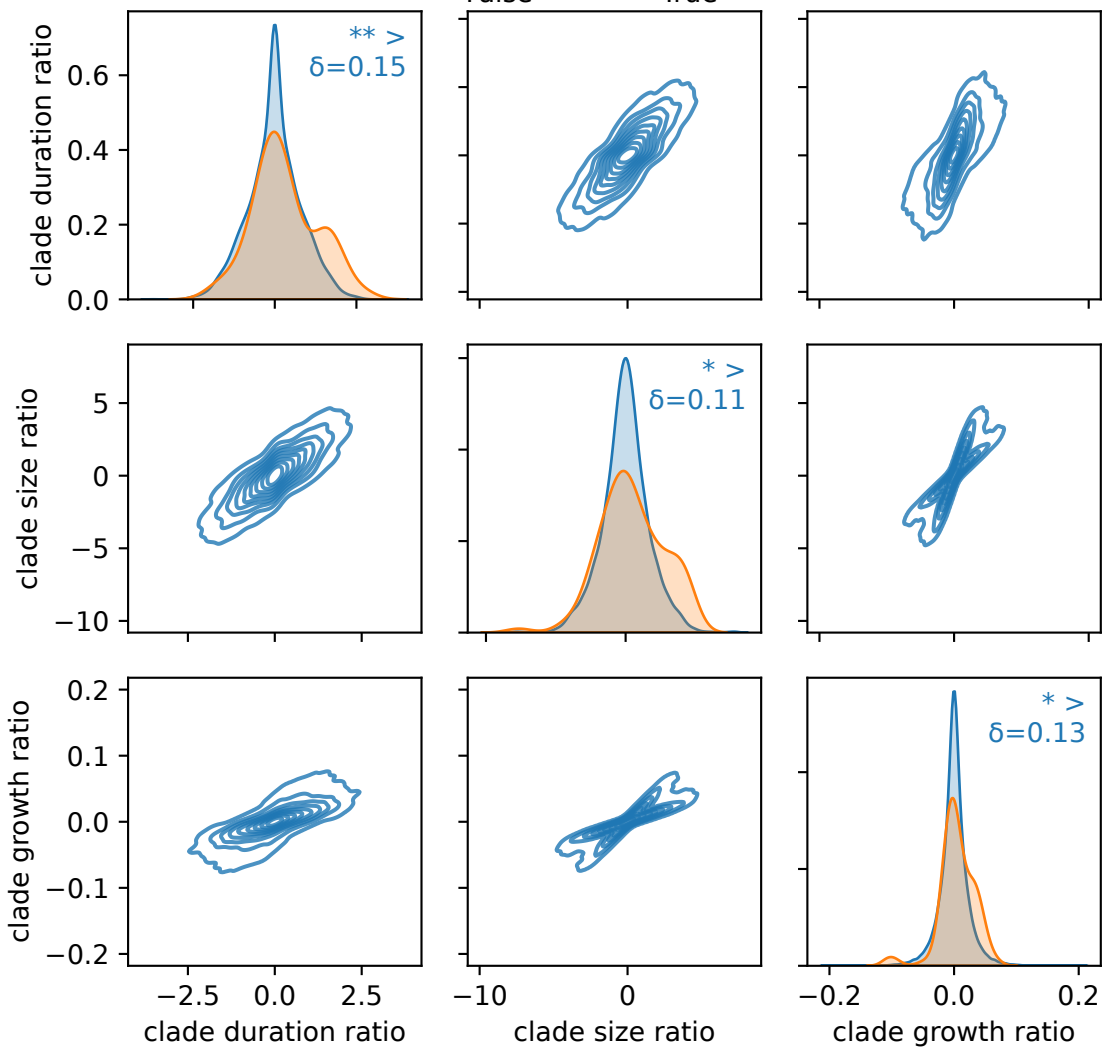 False True
clade duration ratio
0.6
0.4
0.2
0.0
** >
δ=0.15
clade size ratio
5
0
−5
−10
* >
δ=0.11
clade growth ratio
0.2
0.1
0.0
−0.1
−0.2
* >
δ=0.13
−2.5 0.0 2.5
−10 0
−0.2 0.0 0.2
clade duration ratio
clade size ratio
clade growth ratio